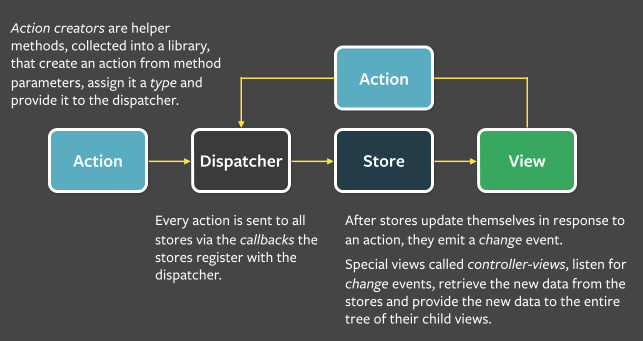 Action creators are helper
methods, collected into a library,
that create an action from method
parameters, assign it a type and
provide it to the dispatcher.
Action
Action
Dispatcher
Store
View
Every action is sent to all
stores via the callbacks the
stores register with the
dispatcher.
After stores update themselves in response to
an action, they emit a change event.
Special views called controller-views, listen for
change events, retrieve the new data from the
stores and provide the new data to the entire
tree of their child views.